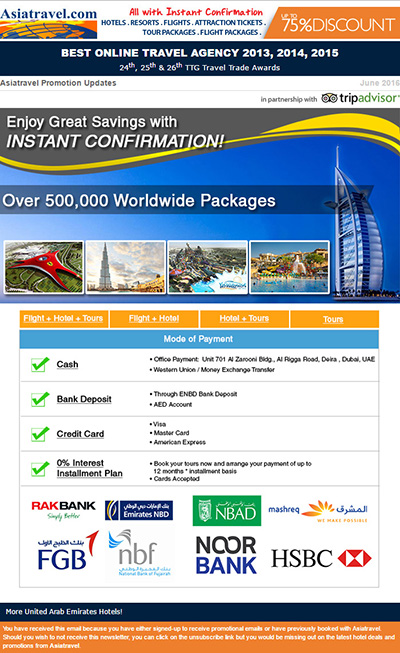 Asiatravel.com
All with Instant Confirmation
HOTELS . RESORTS . FLIGHTS . ATTRACTION TICKETS .
TOUR PACKAGES . FLIGHT PACKAGES .
UP TO
75% DISCOUNT
BEST ONLINE TRAVEL AGENCY 2013, 2014, 2015
24th, 25th & 26th TTG Travel Trade Awards
Asiatravel Promotion Updates
June 2016
in partnership with tripadvisor
Enjoy Great Savings with
INSTANT CONFIRMATION!
Over 500,000 Worldwide Packages
Flight + Hotel + Tours
Flight + Hotel
Hotel + Tours
Tours
Mode of Payment
Cash
• Office Payment: Unit 701 Al Zarooni Bldg., Al Rigga Road, Deira , Dubai, UAE
• Western Union / Money Exchange Transfer
Bank Deposit
• Through ENBD Bank Deposit
• AED Account
Credit Card
• Visa
• Master Card
• American Express
0% Interest
Installment Plan
• Book your tours now and arrange your payment of up to
12 months * installment basis
• Cards Accepted
RAKBANK
Simply Better
بنك الإمارات دبي الوطني
Emirates NBD
NBAD
mashreq المشرق
WE MAKE POSSIBLE
بنك الخليج الأول
FGB
nbf
بنك الفجيرة الوطني
National Bank of Fujairah
NOOR
BANK
HSBC
More United Arab Emirates Hotels!
You have received this email because you have either signed-up to receive promotional emails or have previously booked with Asiatravel.
Should you wish to not receive this newsletter, you can click on the unsubscribe link but you would be missing out on the latest hotel deals and
promotions from Asiatravel.